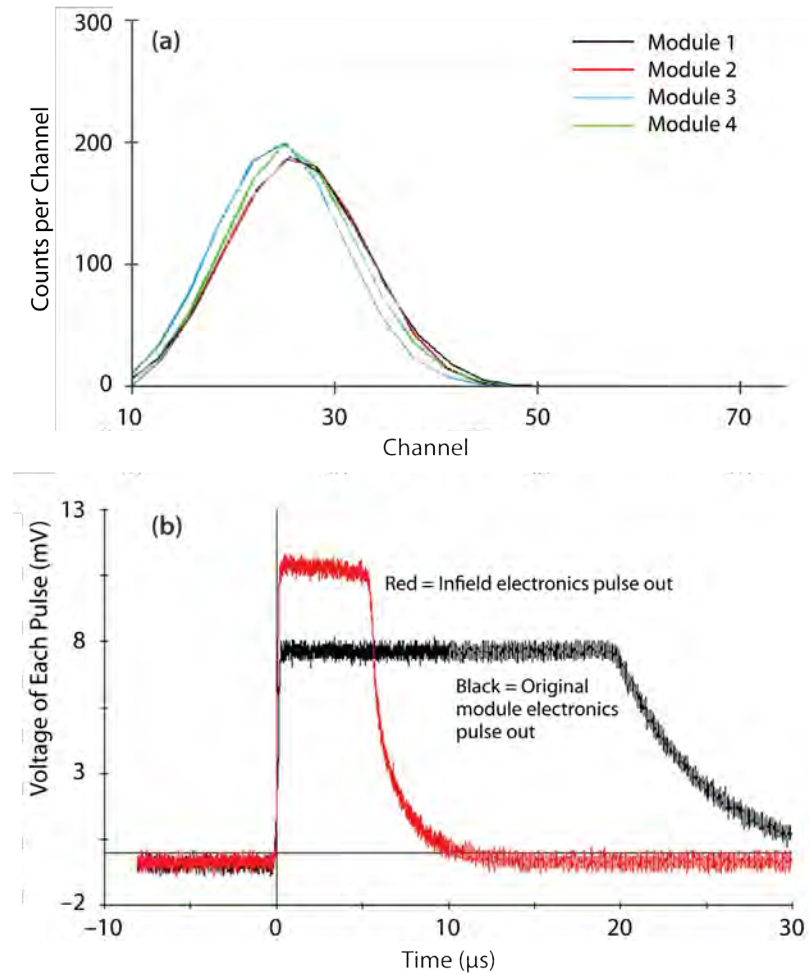 300
(a)
Module 1
Module 2
Module 3
Module 4
200
100
0
Counts per Channel
10
30
50
70
Channel
13
(b)
Red = Infield electronics pulse out
8
Black = Original
module electronics
pulse out
3
–2
Voltage of Each Pulse (mV)
–10
0
10
20
30
Time (μs)